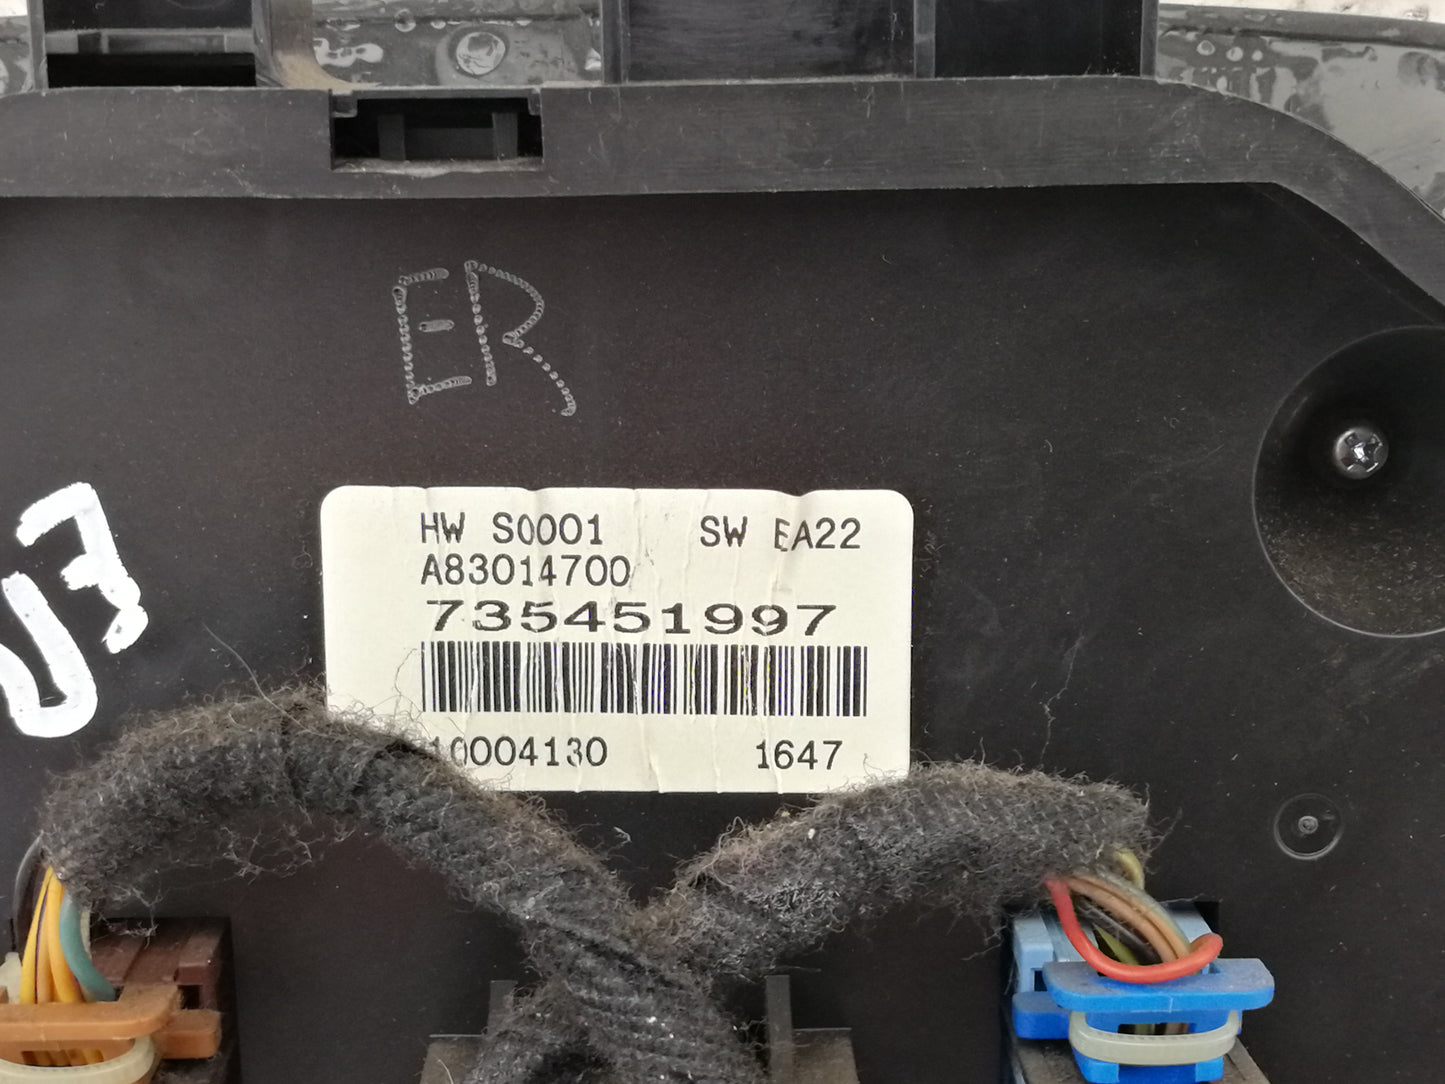 ER
HW S0001 SW EA22
A83014700
735451997
10004130 1647